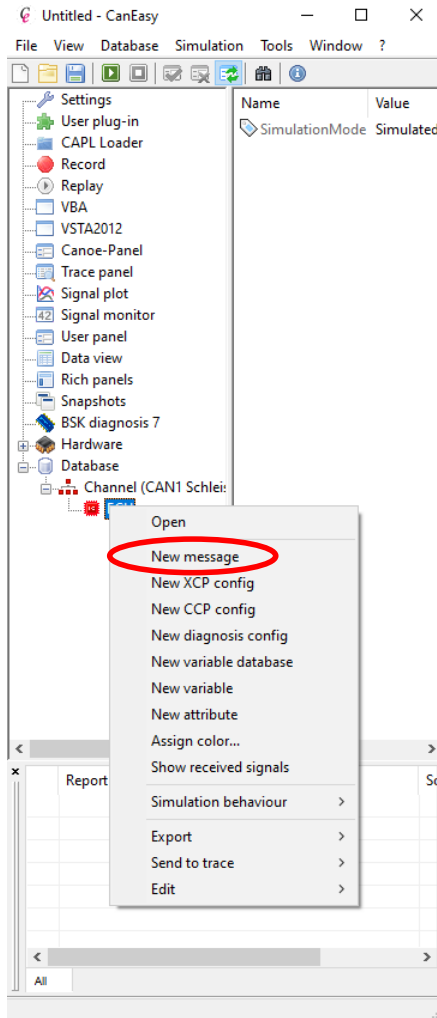 Untitled - CanEasy
File View Database Simulation Tools Window ?
Settings
User plug-in
CAPL Loader
Record
Replay
VBA
VSTA2012
Canoe-Panel
Trace panel
Signal plot
42 Signal monitor
User panel
Data view
Rich panels
Snapshots
BSK diagnosis 7
Hardware
Database
Channel (CAN1 Schlei
Name Value
SimulationMode Simulated
Open
New message
New XCP config
New CCP config
New diagnosis config
New variable database
New variable
New attribute
Assign color...
Show received signals
Simulation behaviour
Export
Send to trace
Edit
Report
All